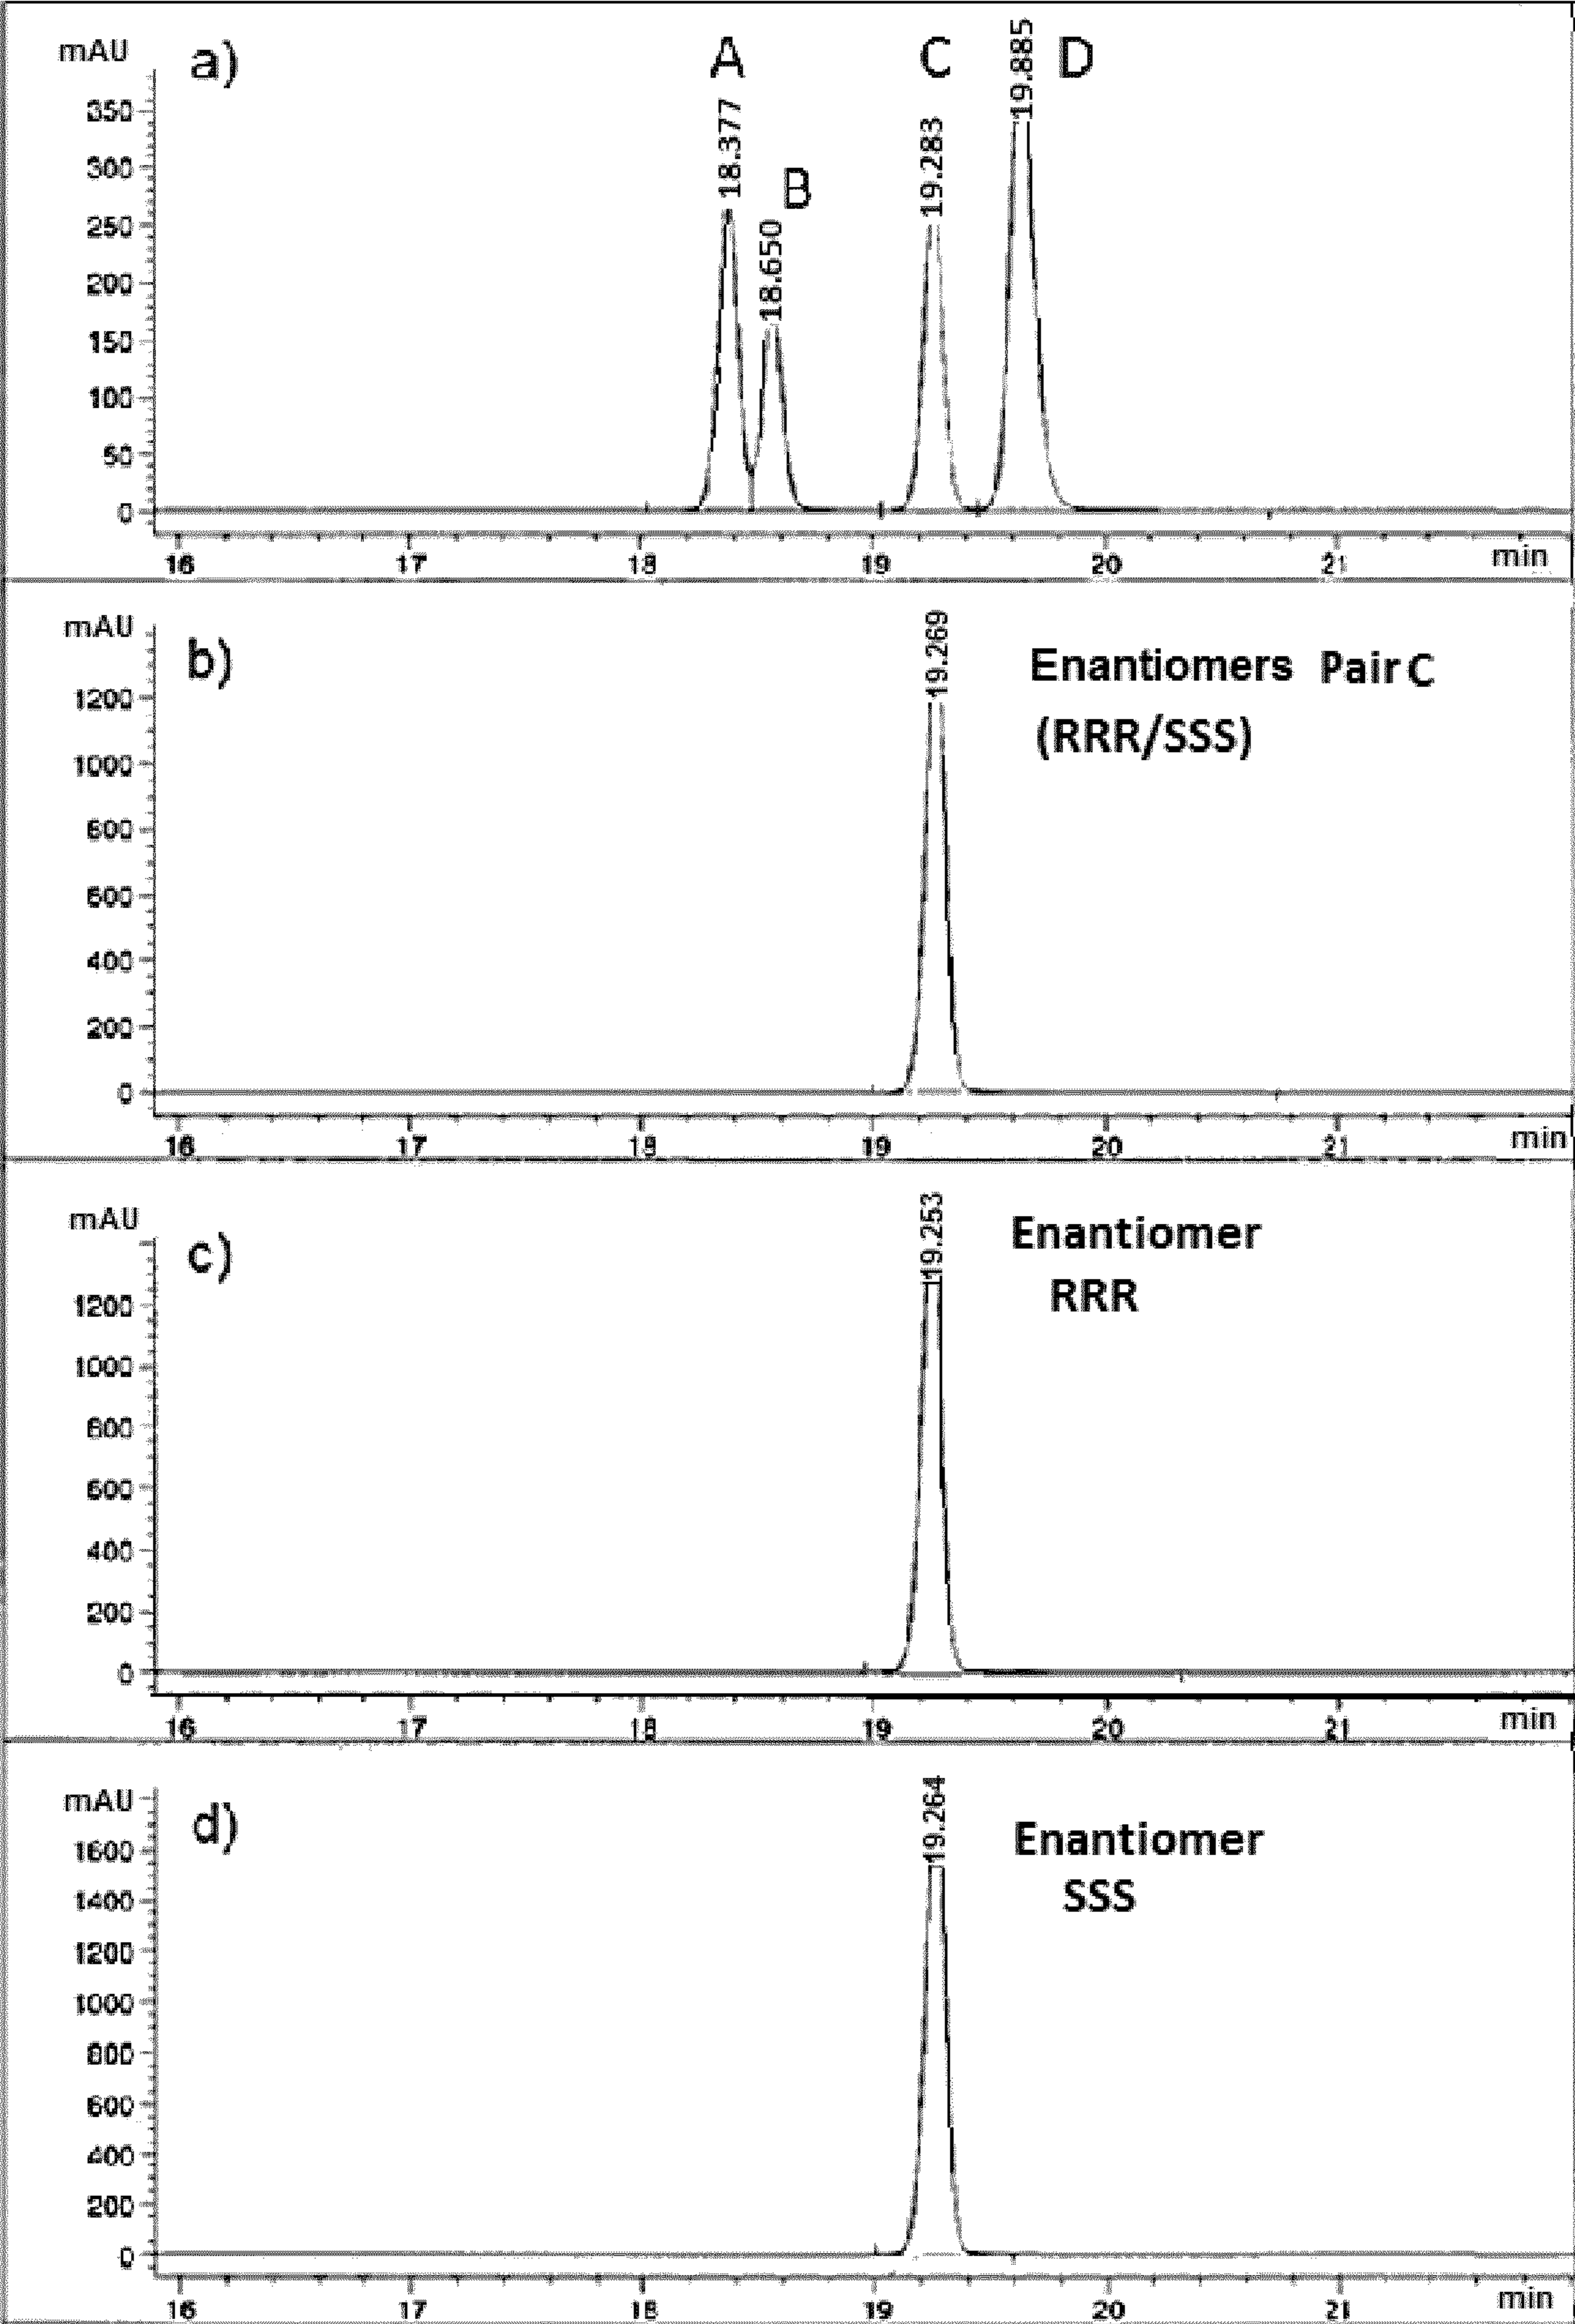 mAU
a)
A
B
C
D
18.377
18.650
19.283
19.885
350
300
250
200
150
100
50
0
16 17 18 19 20 21 min
mAU
b)
19.269
Enantiomers Pair C
(RRR/SSS)
1200
1000
800
600
400
200
0
16 17 18 19 20 21 min
mAU
c)
19.253
Enantiomer
RRR
1200
1000
800
600
400
200
0
16 17 18 19 20 21 min
mAU
d)
19.264
Enantiomer
SSS
1600
1400
1200
1000
800
600
400
200
0
16 17 18 19 20 21 min